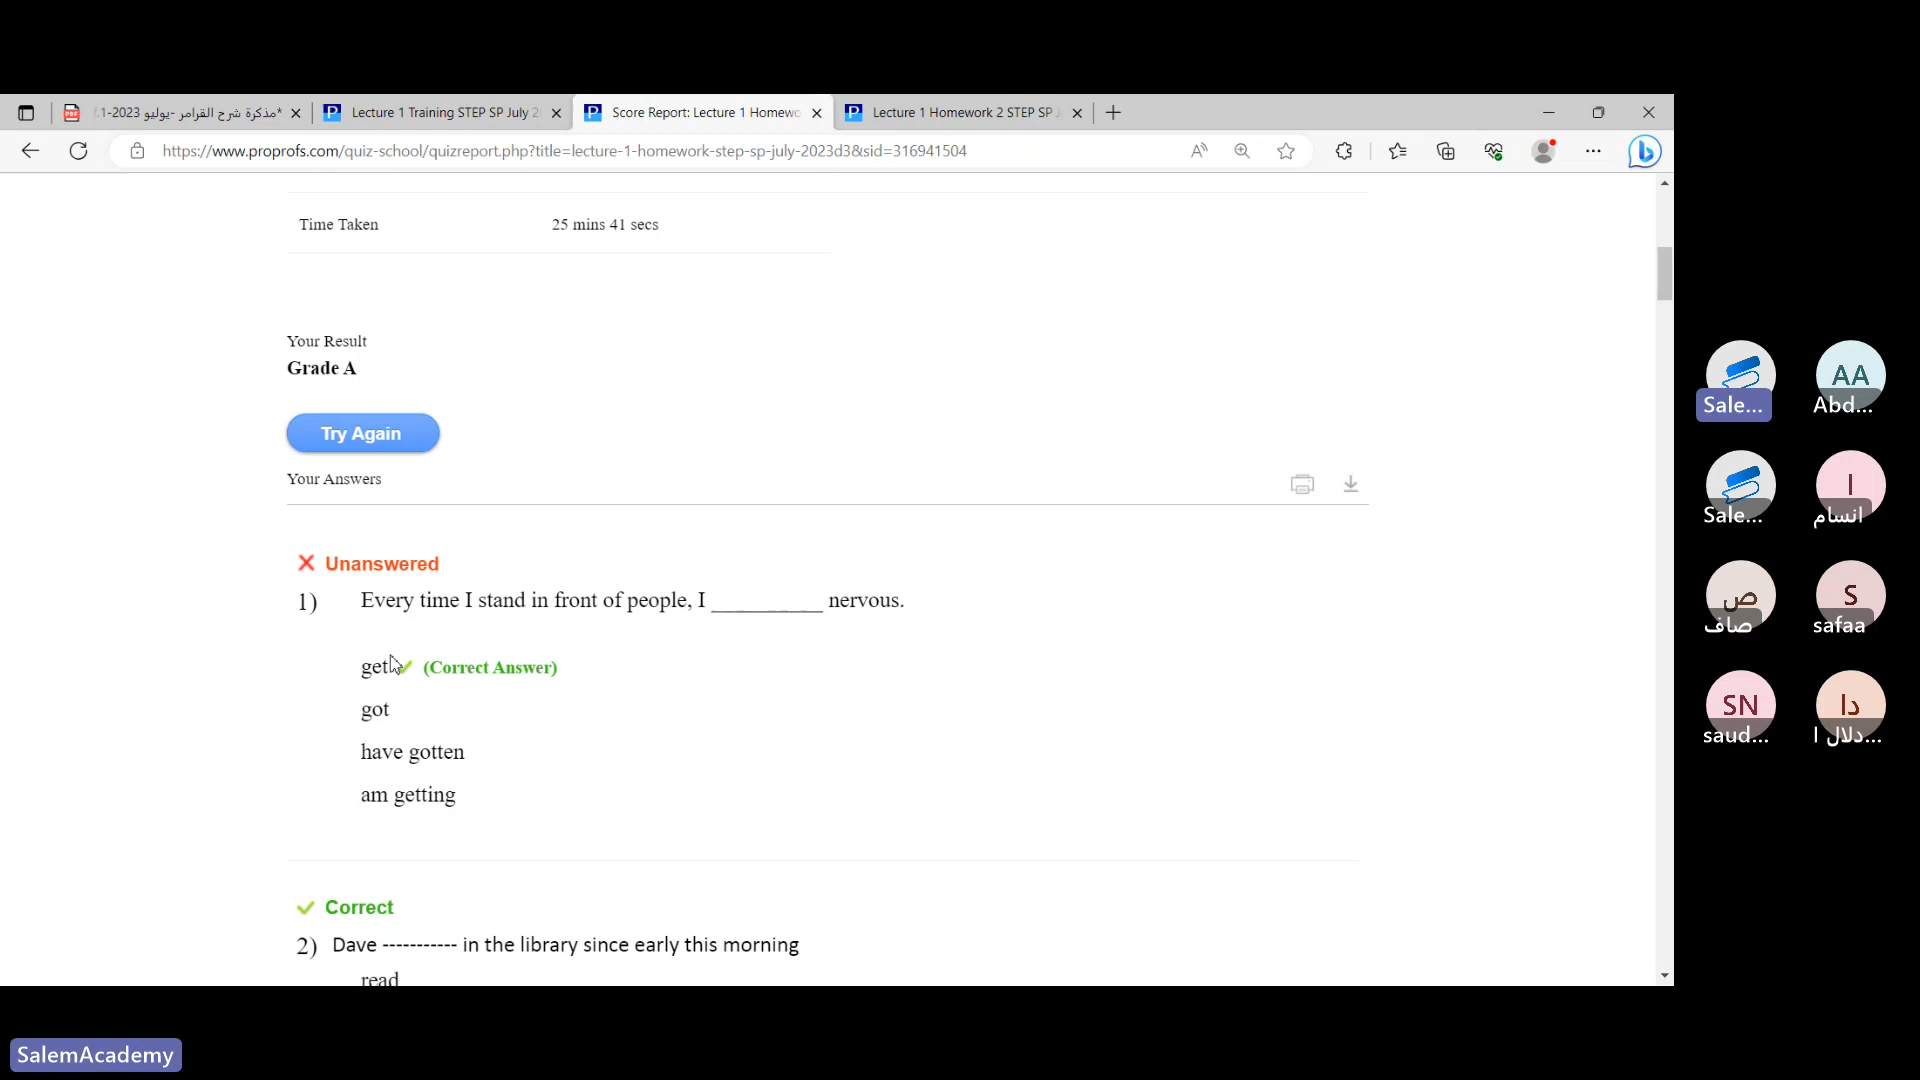 *مذكرة شرح القرامر -يوليو 2023-1.f
Lecture 1 Training STEP SP July 2
Score Report: Lecture 1 Homewo
Lecture 1 Homework 2 STEP SP J
https://www.proprofs.com/quiz-school/quizreport.php?title=lecture-1-homework-step-sp-july-2023d3&sid=316941504
Time Taken 25 mins 41 secs
Your Result
Grade A
Try Again
Your Answers
Unanswered
1) Every time I stand in front of people, I __________ nervous.
get (Correct Answer)
got
have gotten
am getting
Correct
2) Dave ----------- in the library since early this morning
read
Sale...
AA
Abd...
Sale...
ا
انسام
ص
صاف
S
safaa
SN
saud...
دا
دلال ا...
SalemAcademy